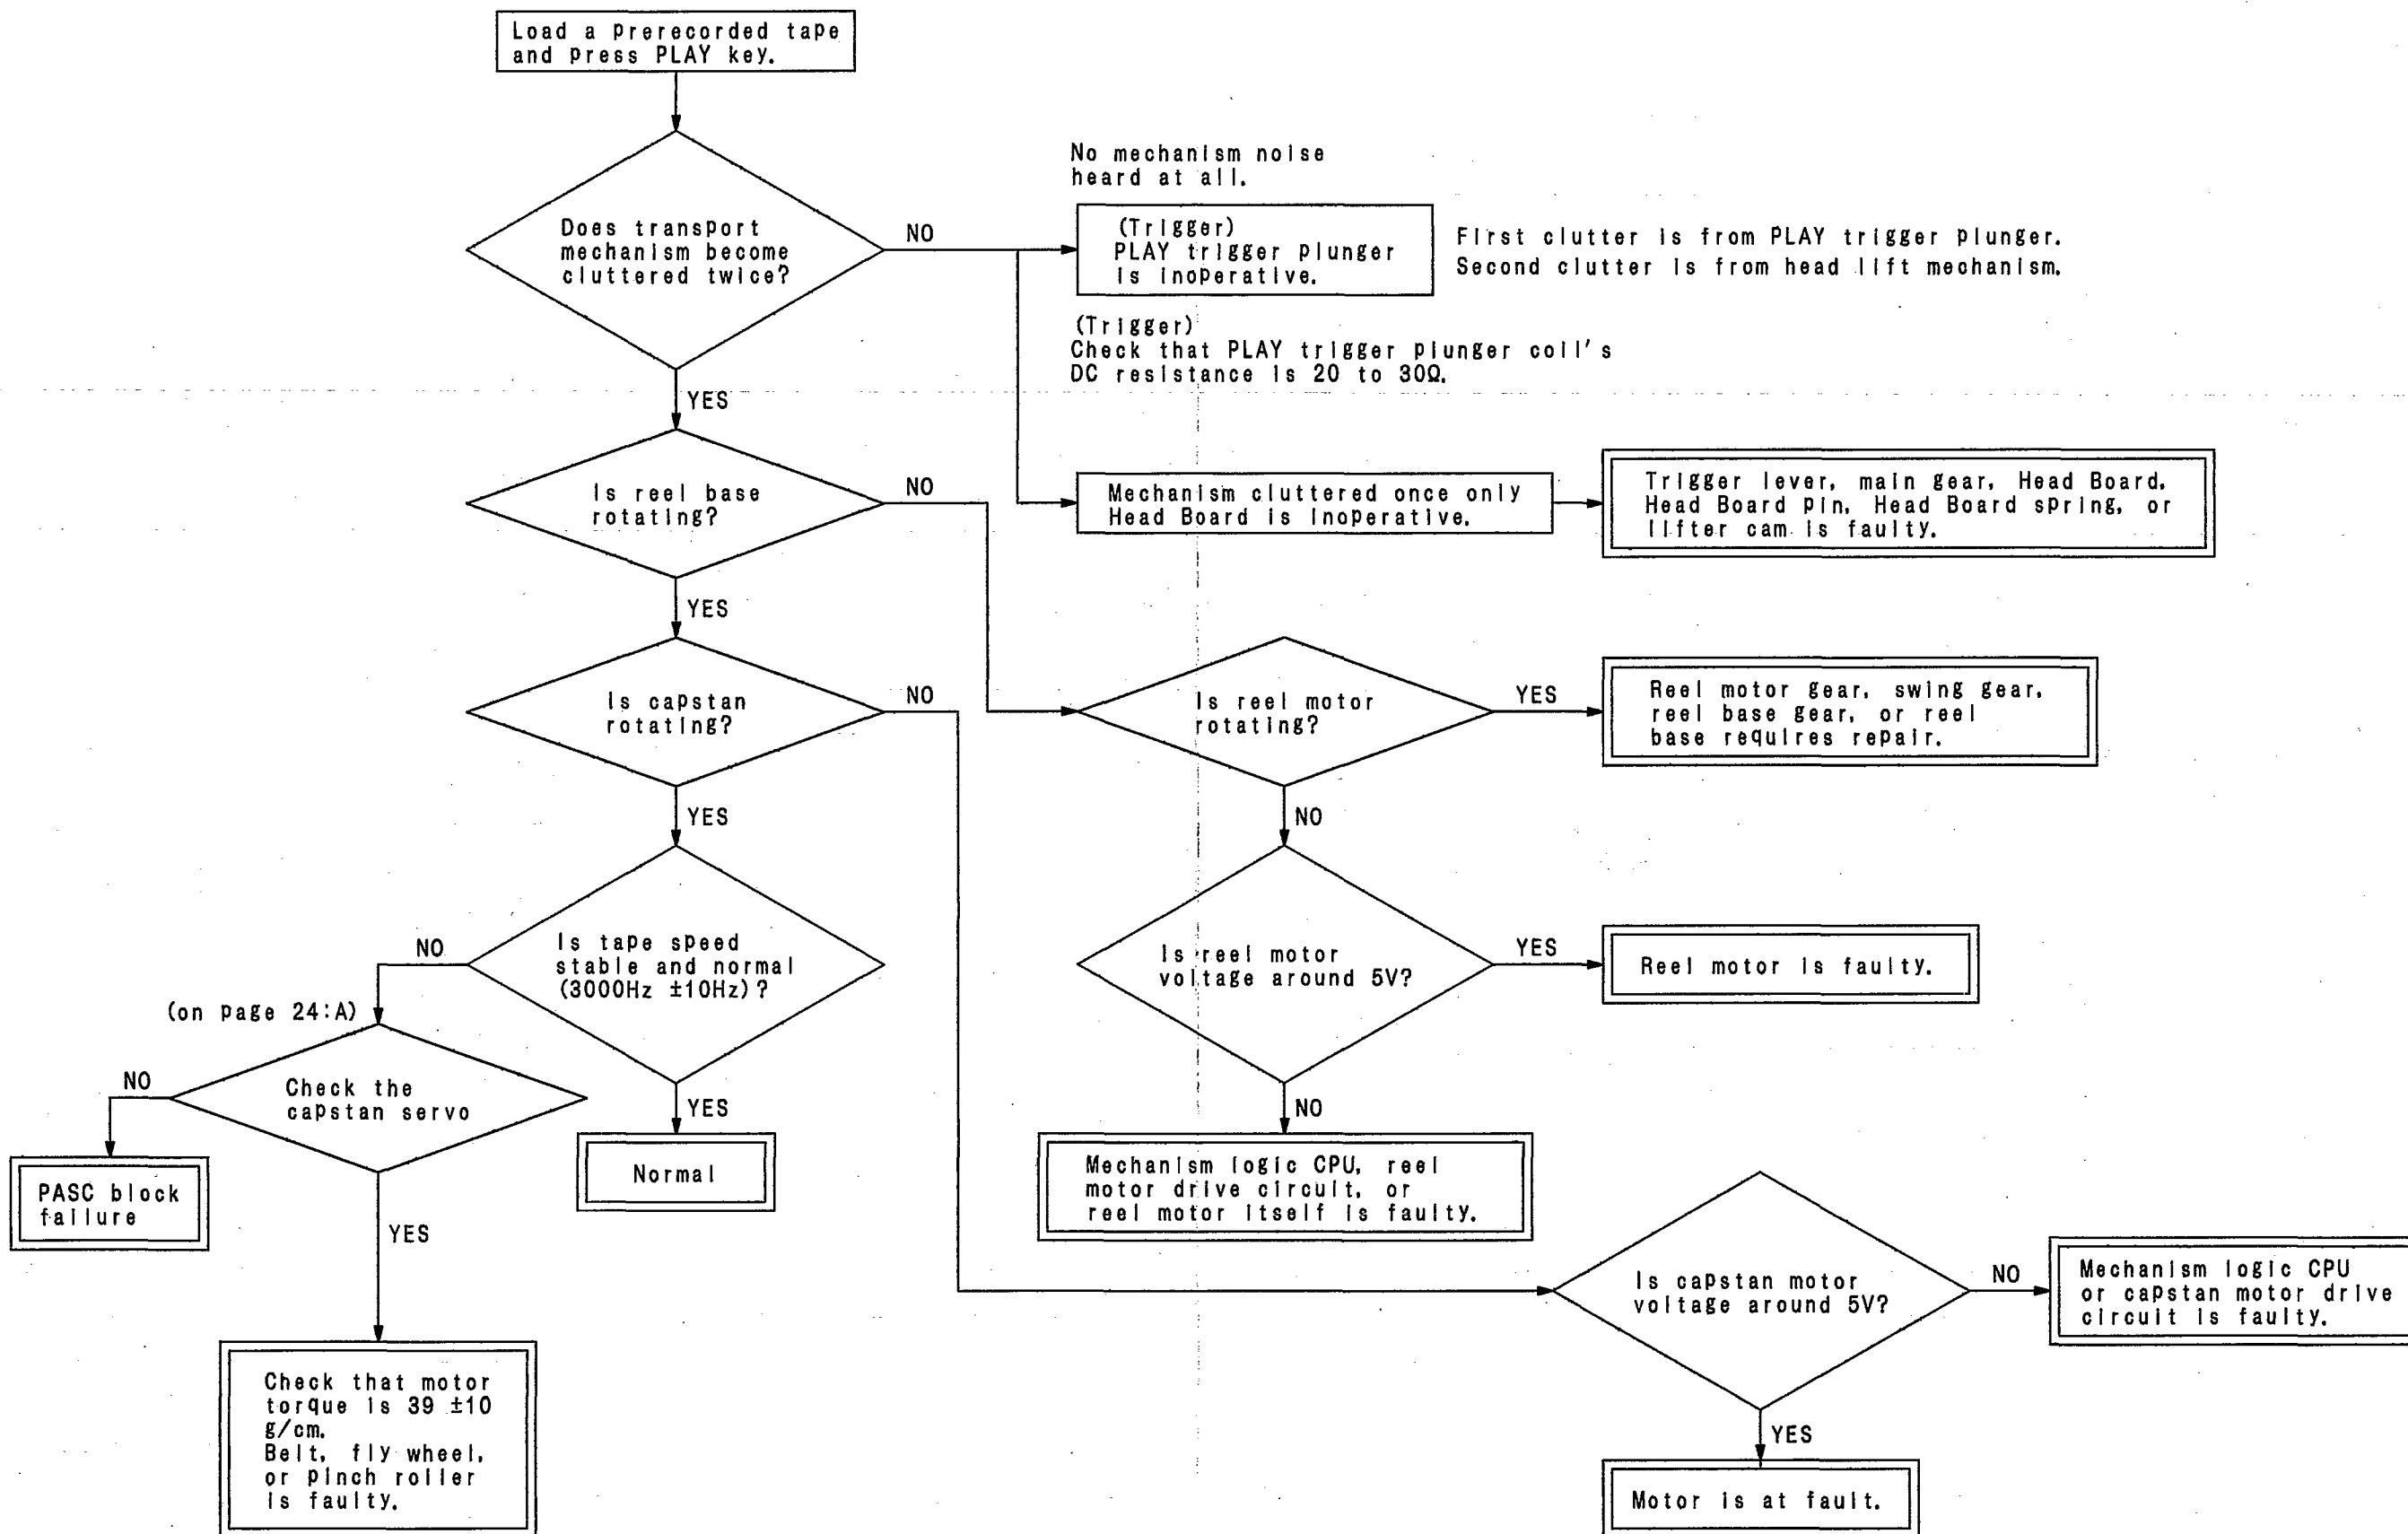 Load a prerecorded tape
and press PLAY key.
Does transport
mechanism become
cluttered twice?
NO
No mechanism noise
heard at all.
(Trigger)
PLAY trigger plunger
is inoperative.
First clutter is from PLAY trigger plunger.
Second clutter is from head lift mechanism.
(Trigger)
Check that PLAY trigger plunger coil's
DC resistance is 20 to 30Ω.
YES
Is reel base
rotating?
NO
Mechanism cluttered once only
Head Board is inoperative.
Trigger lever, main gear, Head Board,
Head Board pin, Head Board spring, or
lifter cam is faulty.
YES
Is capstan
rotating?
NO
Is reel motor
rotating?
YES
Reel motor gear, swing gear,
reel base gear, or reel
base requires repair.
YES
NO
Is tape speed
stable and normal
(3000Hz ±10Hz)?
NO
Is reel motor
voltage around 5V?
YES
Reel motor is faulty.
(on page 24:A)
Check the
capstan servo
NO
YES
NO
PASC block
failure
Normal
Mechanism logic CPU, reel
motor drive circuit, or
reel motor itself is faulty.
YES
Is capstan motor
voltage around 5V?
NO
Mechanism logic CPU
or capstan motor drive
circuit is faulty.
Check that motor
torque is 39 ±10
g/cm.
Belt, fly wheel,
or pinch roller
is faulty.
YES
Motor is at fault.